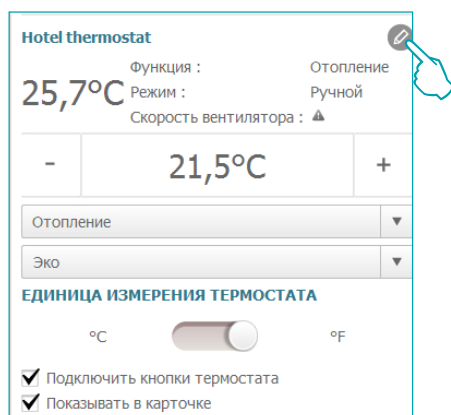 Hotel thermostat
25,7°C
Функция : Отопление
Режим : Ручной
Скорость вентилятора :
- 21,5°C +
Отопление
Эко
ЕДИНИЦА ИЗМЕРЕНИЯ ТЕРМОСТАТА
°C °F
Подключить кнопки термостата
Показывать в карточке